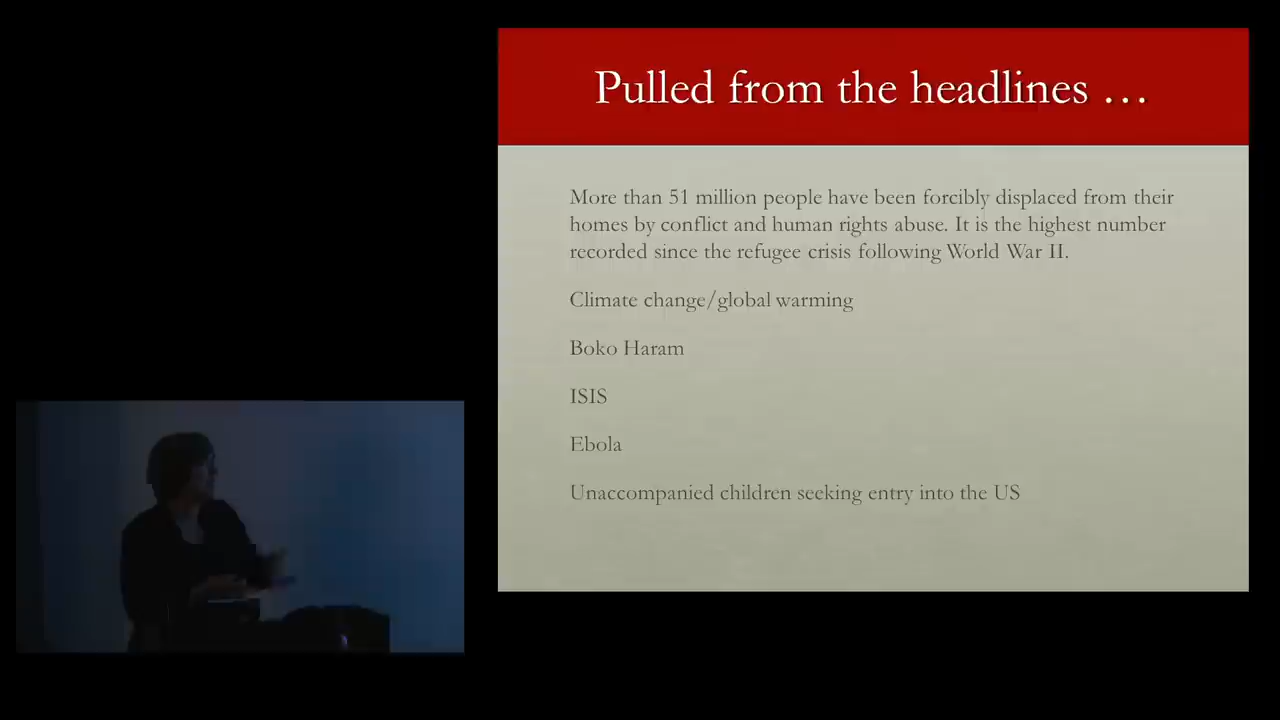 Pulled from the headlines …
More than 51 million people have been forcibly displaced from their
homes by conflict and human rights abuse. It is the highest number
recorded since the refugee crisis following World War II.
Climate change/global warming
Boko Haram
ISIS
Ebola
Unaccompanied children seeking entry into the US